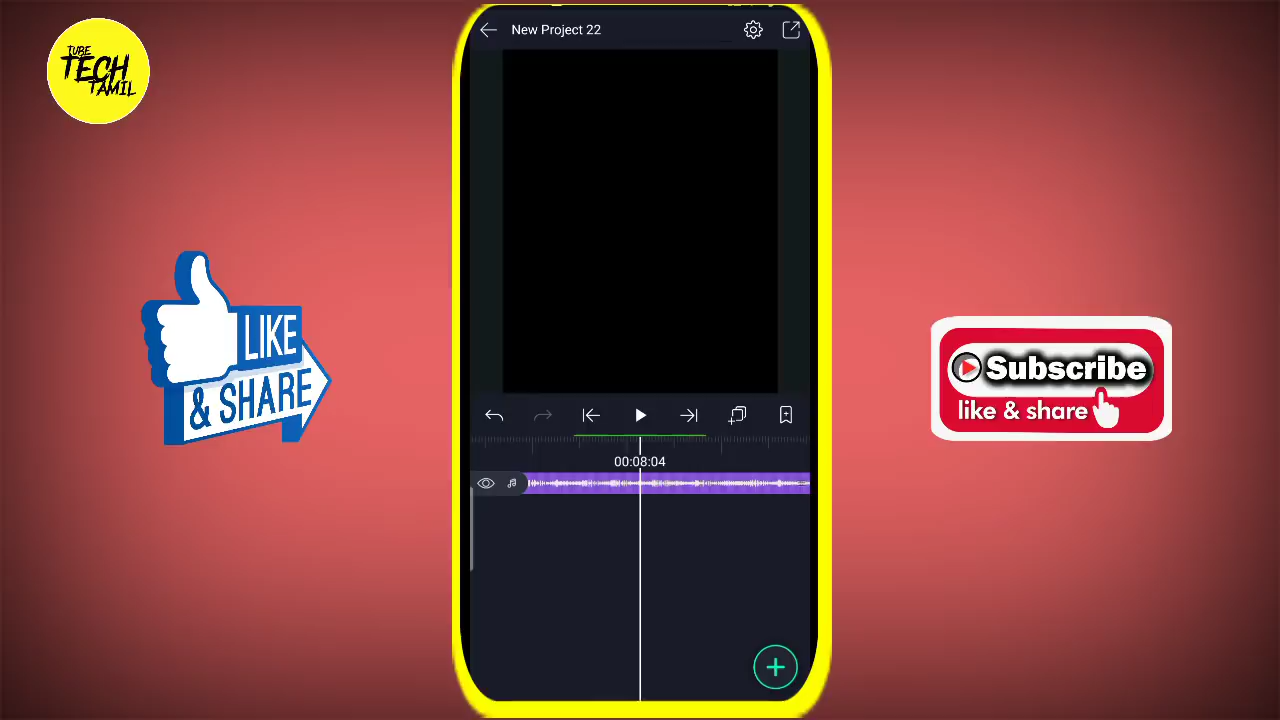 TUBE
TECH
TAMIL
New Project 22
LIKE
& SHARE
Subscribe
like & share
00:08:04